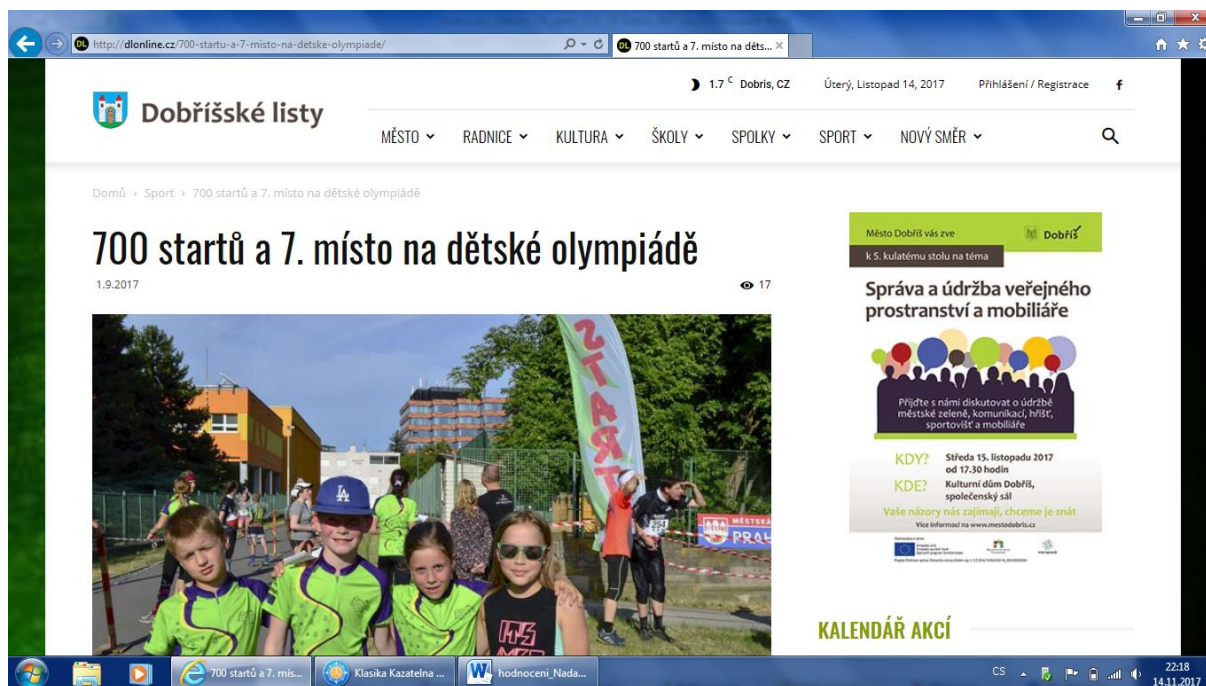 http://dlonline.cz/700-startu-a-7-misto-na-detske-olympiade/
700 startů a 7. místo na děts...
1.7 C Dobris, CZ
Úterý, Listopad 14, 2017
Přihlášení / Registrace
Dobříšské listy
MĚSTO RADNICE KULTURA ŠKOLY SPOLKY SPORT NOVÝ SMĚR
Domů › Sport › 700 startů a 7. místo na dětské olympiádě
700 startů a 7. místo na dětské olympiádě
1.9.2017
17
START
LA
254
MĚSTSKÁ
PRAH
ITS
Město Dobříš vás zve
Dobříš
k 5. kulatému stolu na téma
Správa a údržba veřejného
prostranství a mobiliáře
Přijďte s námi diskutovat o údržbě
městské zeleně, komunikací, hřišť,
sportovišť a mobiliáře
KDY? Středa 15. listopadu 2017
od 17.30 hodin
KDE? Kulturní dům Dobříš,
společenský sál
Vaše názory nás zajímají, chceme je znát
Více informací na www.mestodobris.cz
KALENDÁŘ AKCÍ
700 startů a 7. mís...
Klasika Kazatelna ...
hodnoceni_Nada...
CS
22:18
14.11.2017